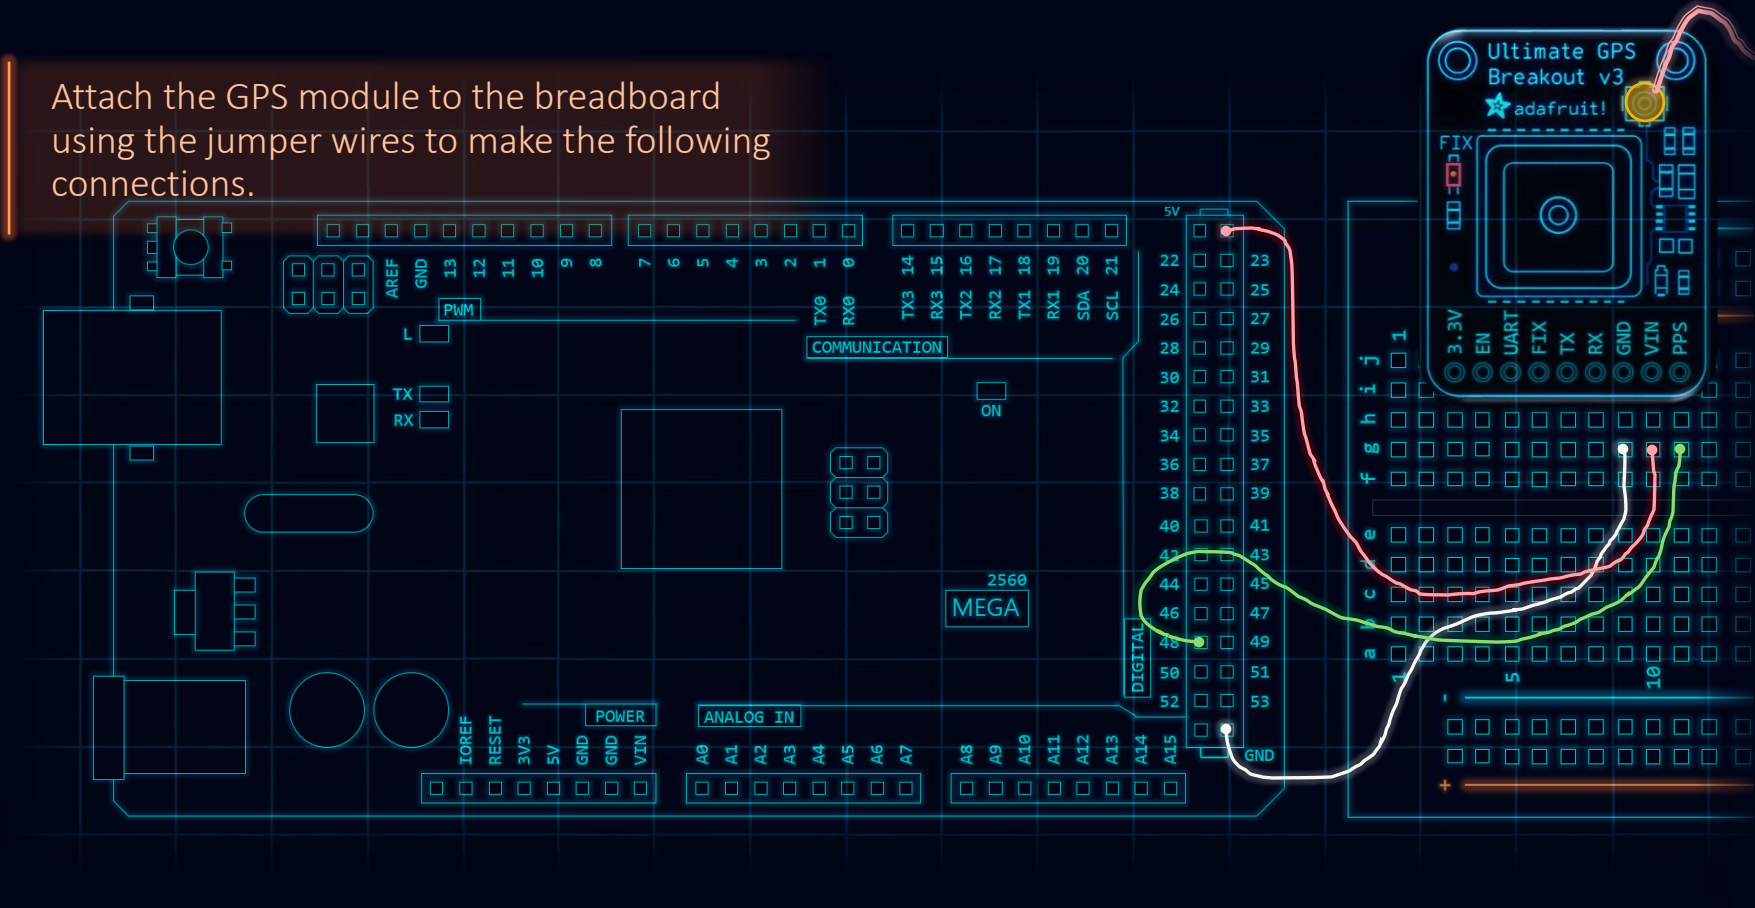 Attach the GPS module to the breadboard
using the jumper wires to make the following
connections.
Ultimate GPS
Breakout v3
adafruit!
FIX
3.3V EN UART FIX TX RX GND VIN PPS
AREF GND 13 12 11 10 9 8
7 6 5 4 3 2 1 0
TX0 RX0
14 15 16 17 18 19 20 21
TX3 RX3 TX2 RX2 TX1 RX1 SDA SCL
PWM
COMMUNICATION
L
TX
RX
ON
2560
MEGA
5V
22 23
24 25
26 27
28 29
30 31
32 33
34 35
36 37
38 39
40 41
42 43
44 45
46 47
48 49
50 51
52 53
GND
DIGITAL
POWER
IOREF RESET 3V3 5V GND GND VIN
ANALOG IN
A0 A1 A2 A3 A4 A5 A6 A7
A8 A9 A10 A11 A12 A13 A14 A15
1
j
i
h
g
f
e
d
c
b
a
1 5 10
-
+